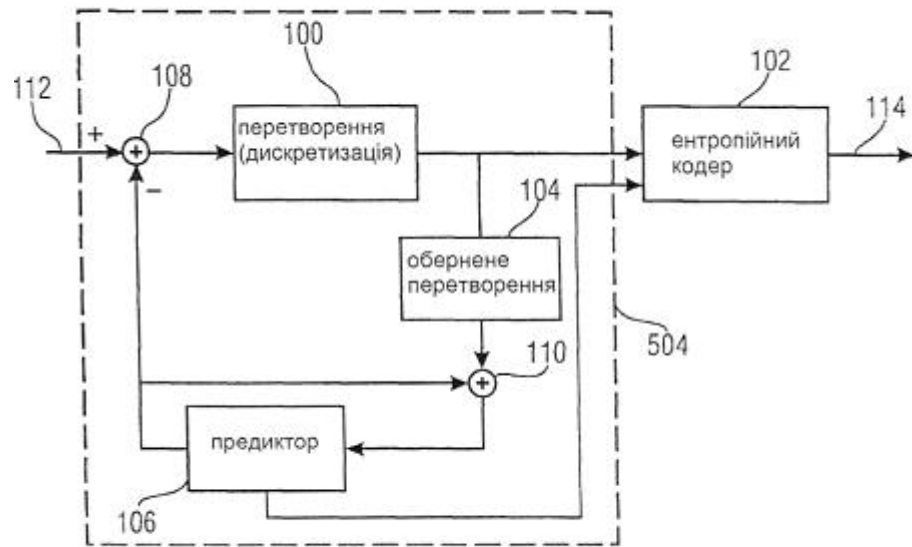 100
108
102
112
114
+
+
перетворення
(дискретизація)
ентропійний
кодер
−
104
обернене
перетворення
504
110
+
предиктор
106